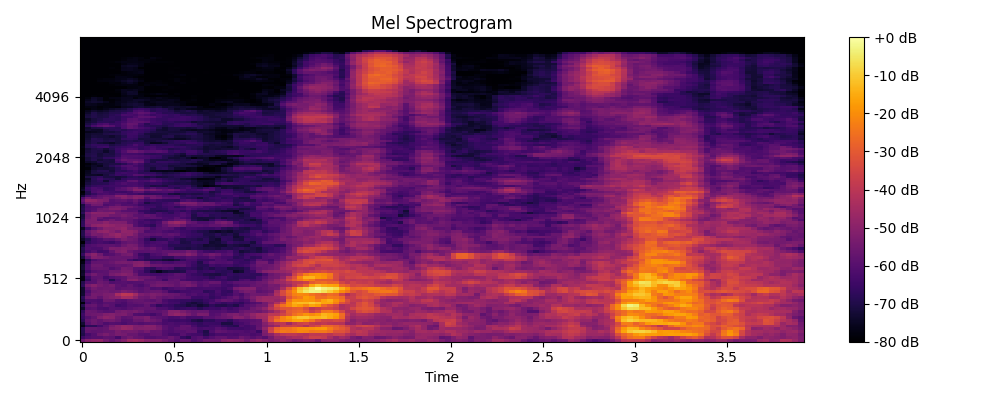 Mel Spectrogram
+0 dB
-10 dB
-20 dB
-30 dB
-40 dB
-50 dB
-60 dB
-70 dB
-80 dB
Hz
4096
2048
1024
512
0
0 0.5 1 1.5 2 2.5 3 3.5
Time